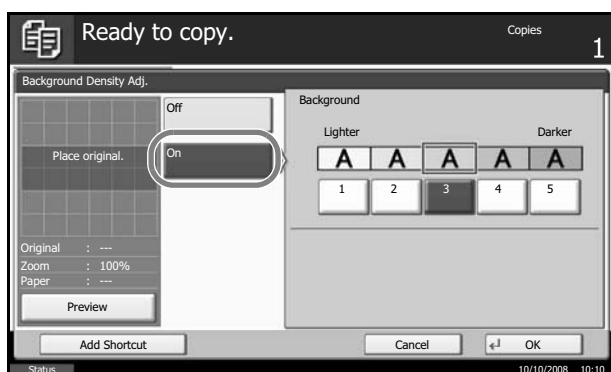 Ready to copy.
Copies
1
Background Density Adj.
Off
On
Place original.
Background
Lighter Darker
A A A A A
1 2 3 4 5
Original : ---
Zoom : 100%
Paper : ---
Preview
Add Shortcut
Cancel
OK
Status
10/10/2008 10:10